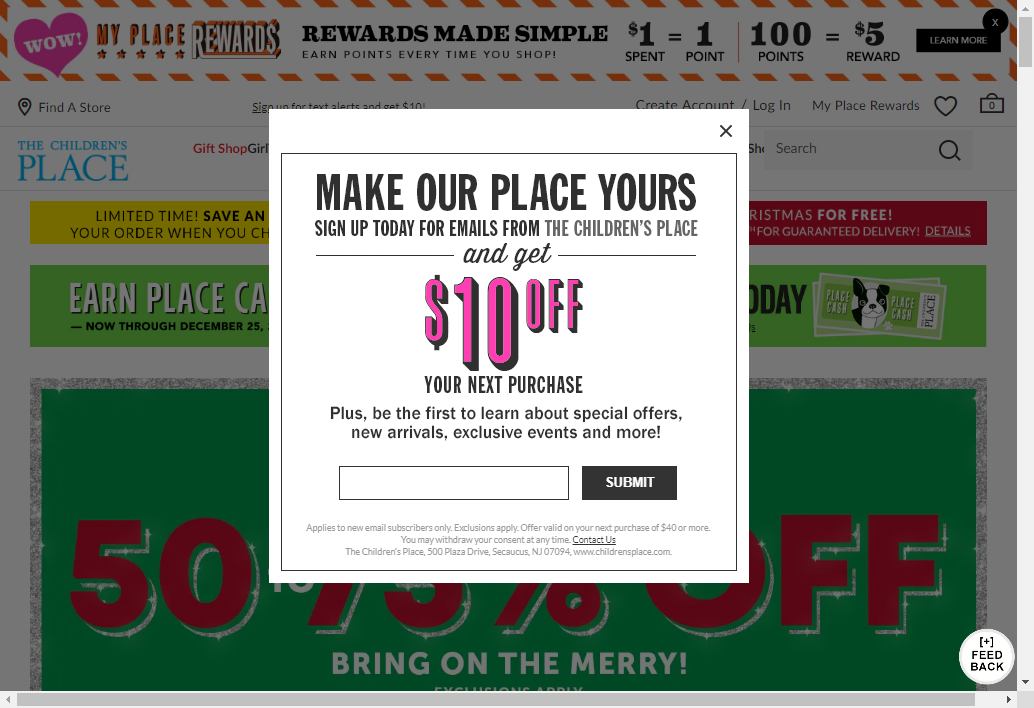 WOW!
MY PLACE REWARDS
REWARDS MADE SIMPLE
EARN POINTS EVERY TIME YOU SHOP!
$1 SPENT = 1 POINT
100 POINTS = $5 REWARD
LEARN MORE
X
Find A Store
Sign up for text alerts and get $10!
Create Account / Log In
My Place Rewards
0
THE CHILDREN'S
PLACE
Gift Shop
Search
LIMITED TIME! SAVE AN
YOUR ORDER WHEN YOU
FOR FREE!
FOR GUARANTEED DELIVERY! DETAILS
EARN PLACE
— NOW THROUGH DECEMBER 25,
PLACE CASH
PLACE CASH
PLACE
MAKE OUR PLACE YOURS
SIGN UP TODAY FOR EMAILS FROM THE CHILDREN'S PLACE
and get
$10 OFF
YOUR NEXT PURCHASE
Plus, be the first to learn about special offers,
new arrivals, exclusive events and more!
SUBMIT
Applies to new email subscribers only. Exclusions apply. Offer valid on your next purchase of $40 or more.
You may withdraw your consent at any time. Contact Us
The Children's Place, 500 Plaza Drive, Secaucus, NJ 07094, www.childrensplace.com.
50 75% OFF
BRING ON THE MERRY!
EXCLUSIONS APPLY
[+]
FEED
BACK